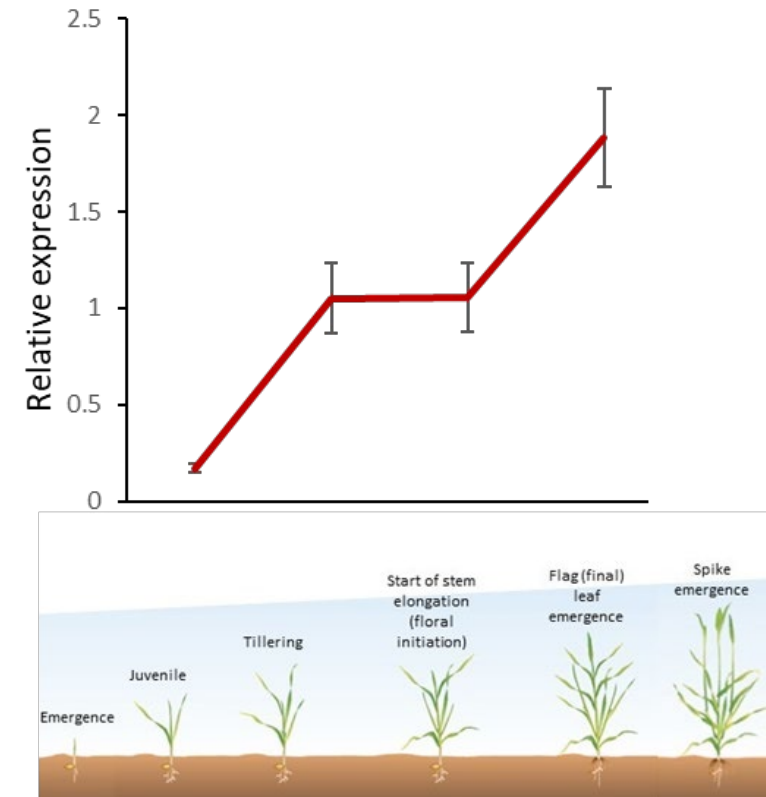 2.5
2
1.5
1
0.5
0
Relative expression
Emergence
Juvenile
Tillering
Start of stem
elongation
(floral
initiation)
Flag (final)
leaf
emergence
Spike
emergence